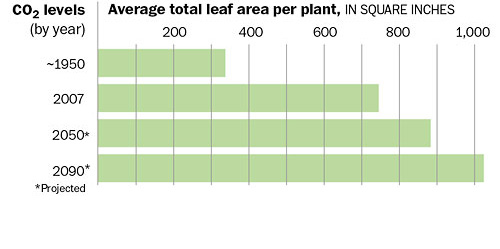 CO2 levels
(by year)
Average total leaf area per plant, IN SQUARE INCHES
200 400 600 800 1,000
~1950
2007
2050*
2090*
*Projected